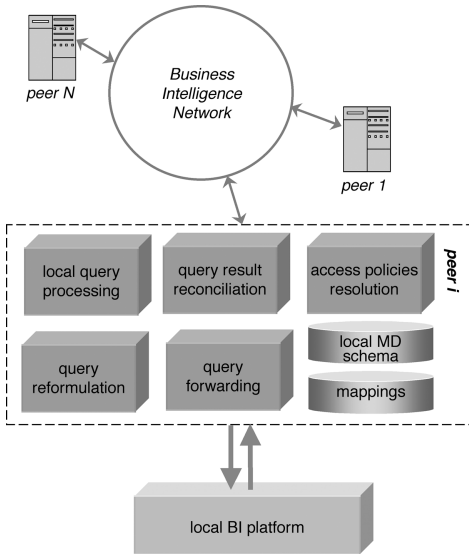 Business
Intelligence
Network
peer N
peer 1
peer i
local query
processing
query result
reconciliation
access policies
resolution
query
reformulation
query
forwarding
local MD
schema
mappings
local BI platform